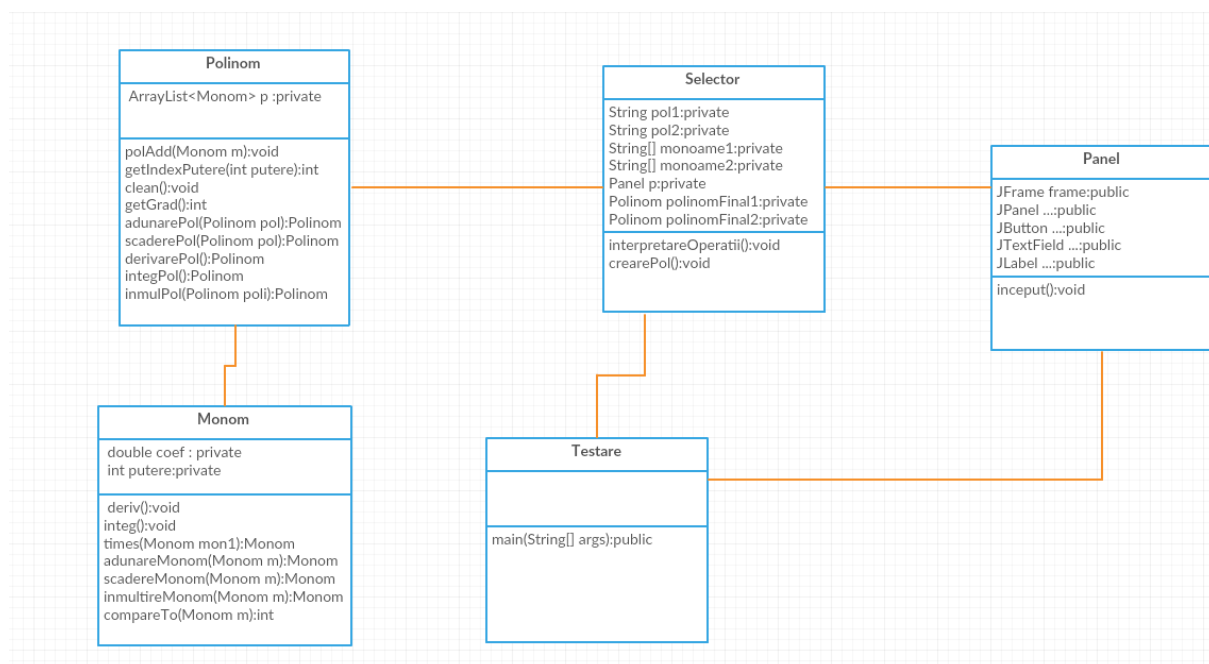 Polinom
ArrayList<Monom> p :private
polAdd(Monom m):void
getIndexPutere(int putere):int
clean():void
getGrad():int
adunarePol(Polinom pol):Polinom
scaderePol(Polinom pol):Polinom
derivarePol():Polinom
integPol():Polinom
inmulPol(Polinom poli):Polinom
Selector
String pol1:private
String pol2:private
String[] monoame1:private
String[] monoame2:private
Panel p:private
Polinom polinomFinal1:private
Polinom polinomFinal2:private
interpretareOperatii():void
crearePol():void
Panel
JFrame frame:public
JPanel ...:public
JButton ...:public
JTextField ...:public
JLabel ...:public
inceput():void
Monom
double coef : private
int putere:private
deriv():void
integ():void
times(Monom mon1):Monom
adunareMonom(Monom m):Monom
scadereMonom(Monom m):Monom
inmultireMonom(Monom m):Monom
compareTo(Monom m):int
Testare
main(String[] args):public